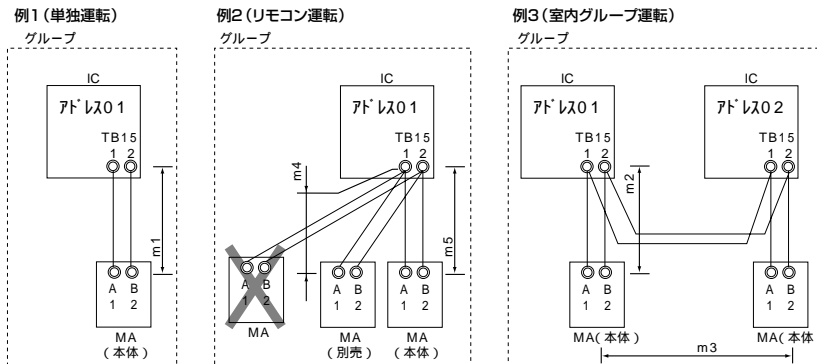 例1(単独運転)
グループ
IC
アドレス01
TB15
1 2
m1
A B
1 2
MA
(本体)
例2(リモコン運転)
グループ
IC
アドレス01
TB15
1 2
m4
m5
A B
1 2
MA
A B
1 2
MA
(別売)
A B
1 2
MA
(本体)
例3(室内グループ運転)
グループ
IC
アドレス01
TB15
1 2
IC
アドレス02
TB15
1 2
m2
A B
1 2
MA(本体)
A B
1 2
MA(本体
m3